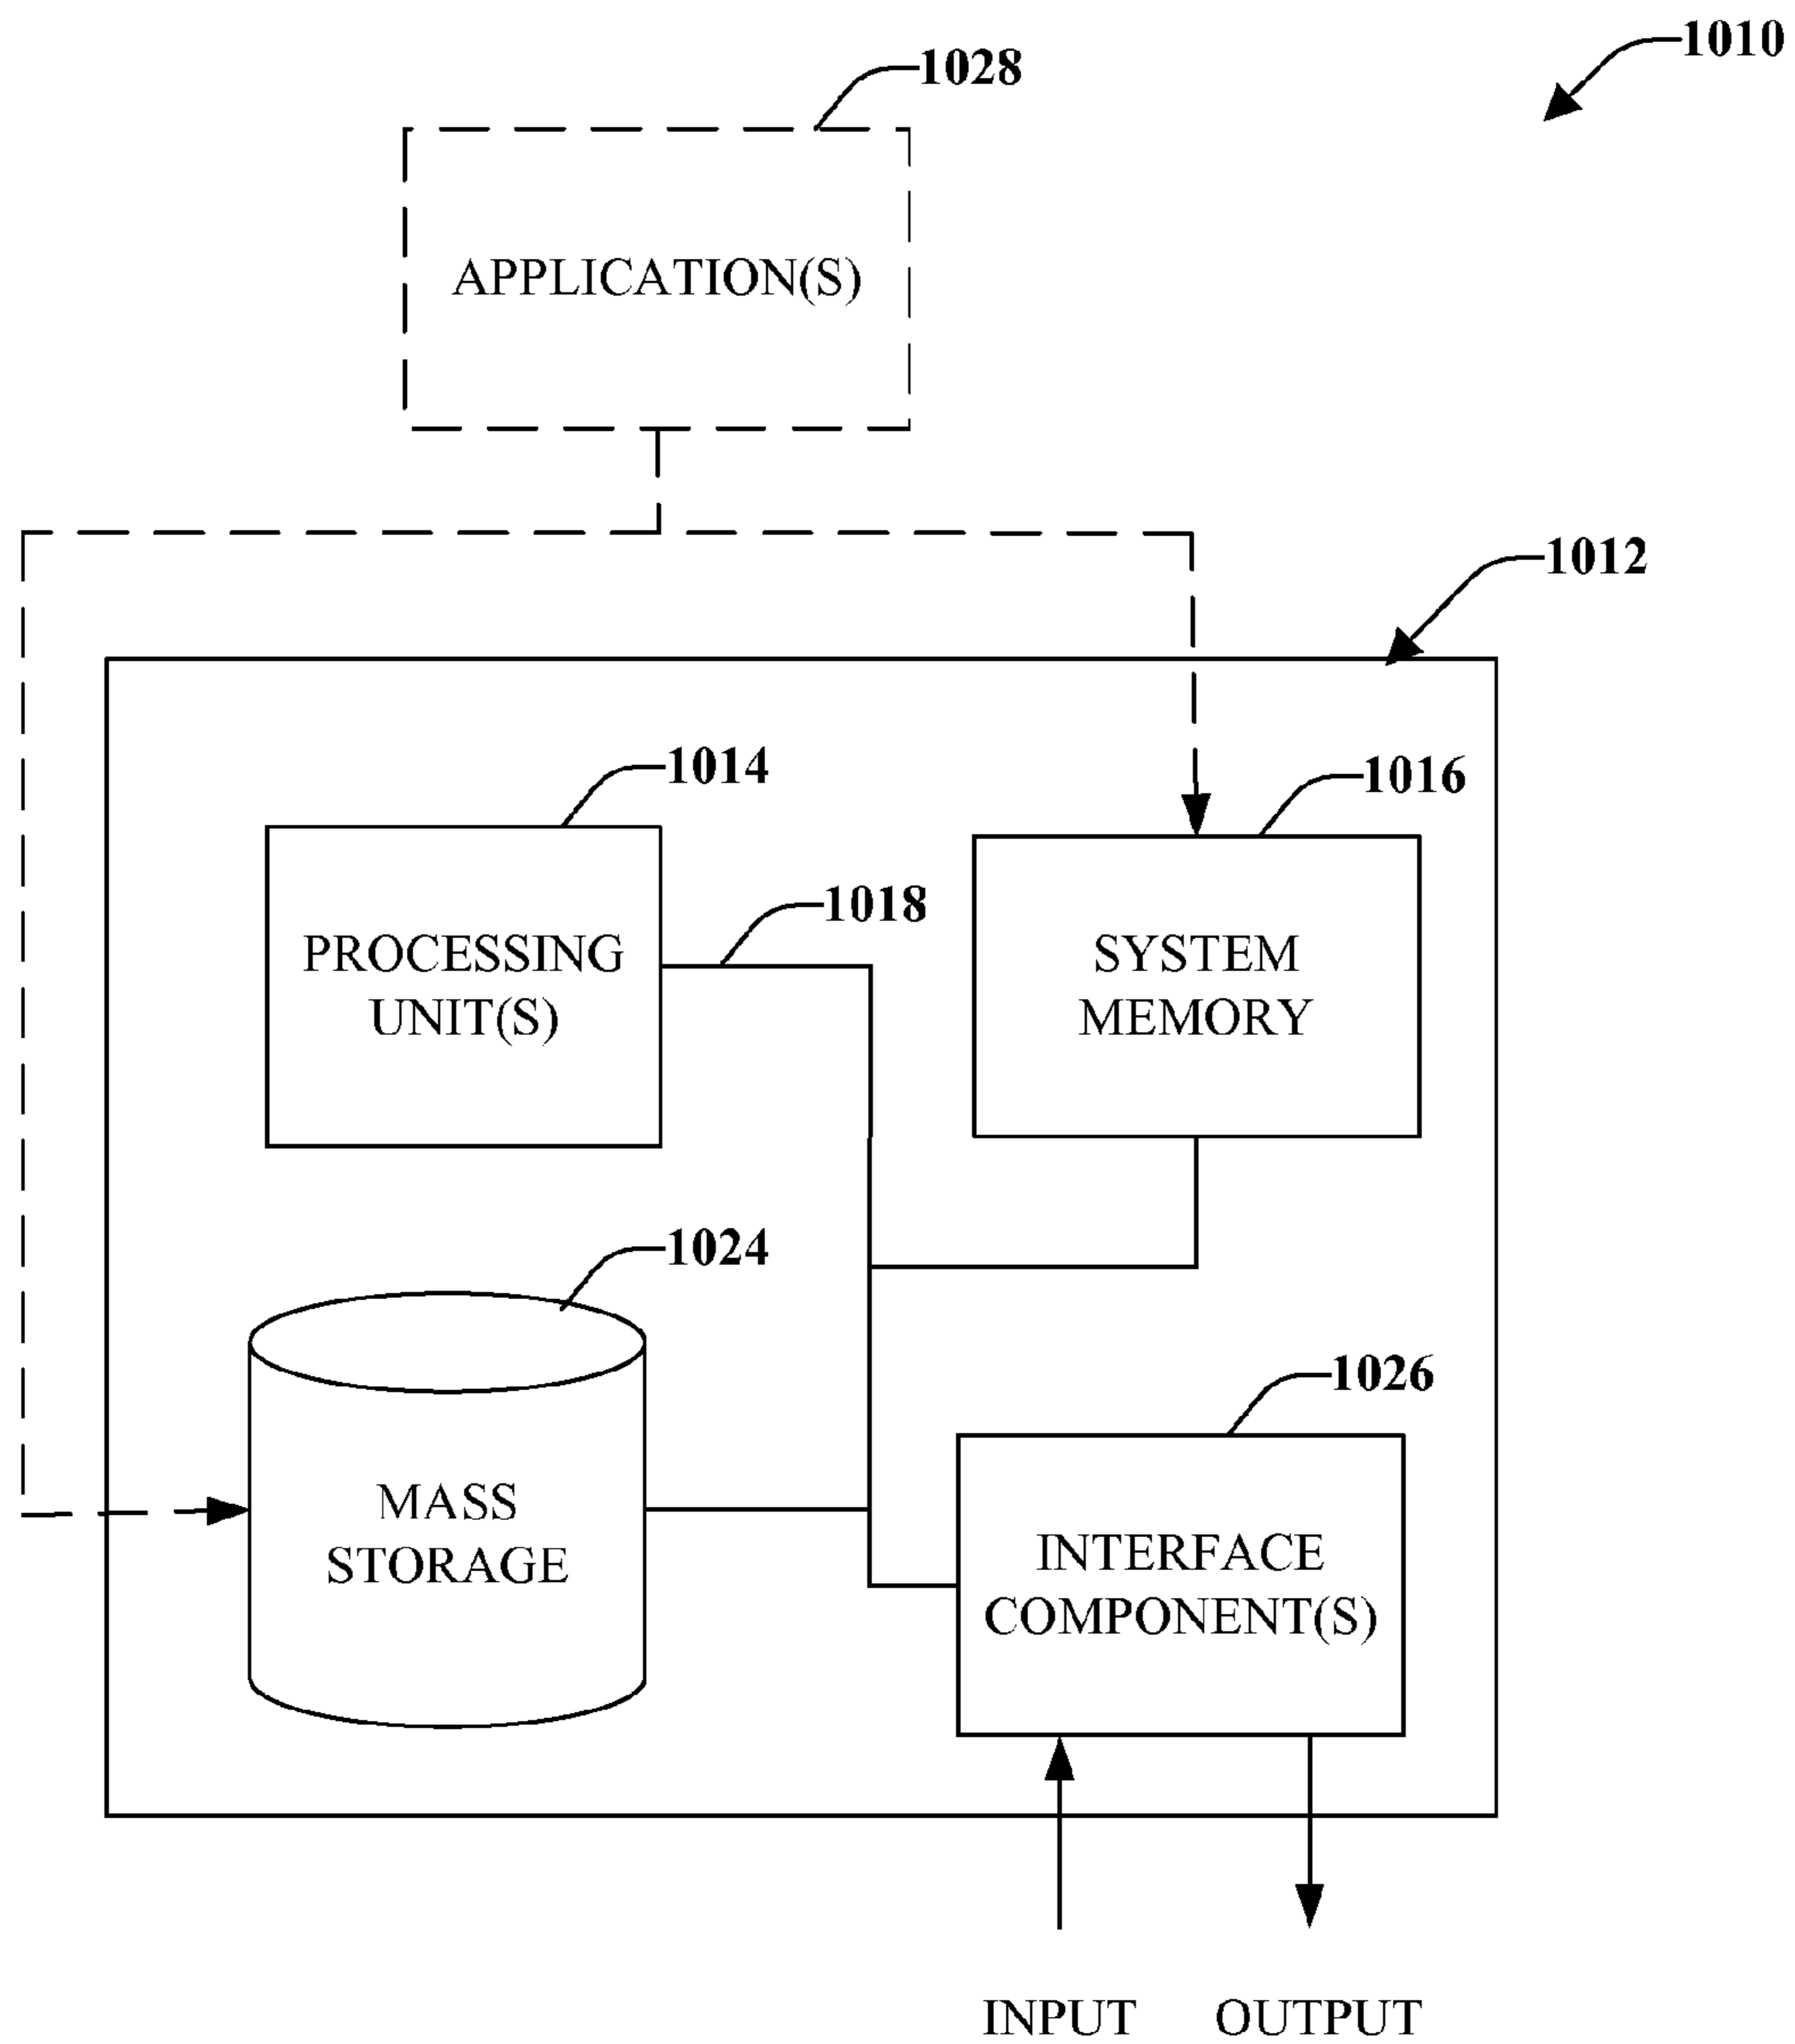 1010
1028
APPLICATION(S)
1012
1014
1016
1018
PROCESSING
UNIT(S)
SYSTEM
MEMORY
1024
1026
MASS
STORAGE
INTERFACE
COMPONENT(S)
INPUT
OUTPUT